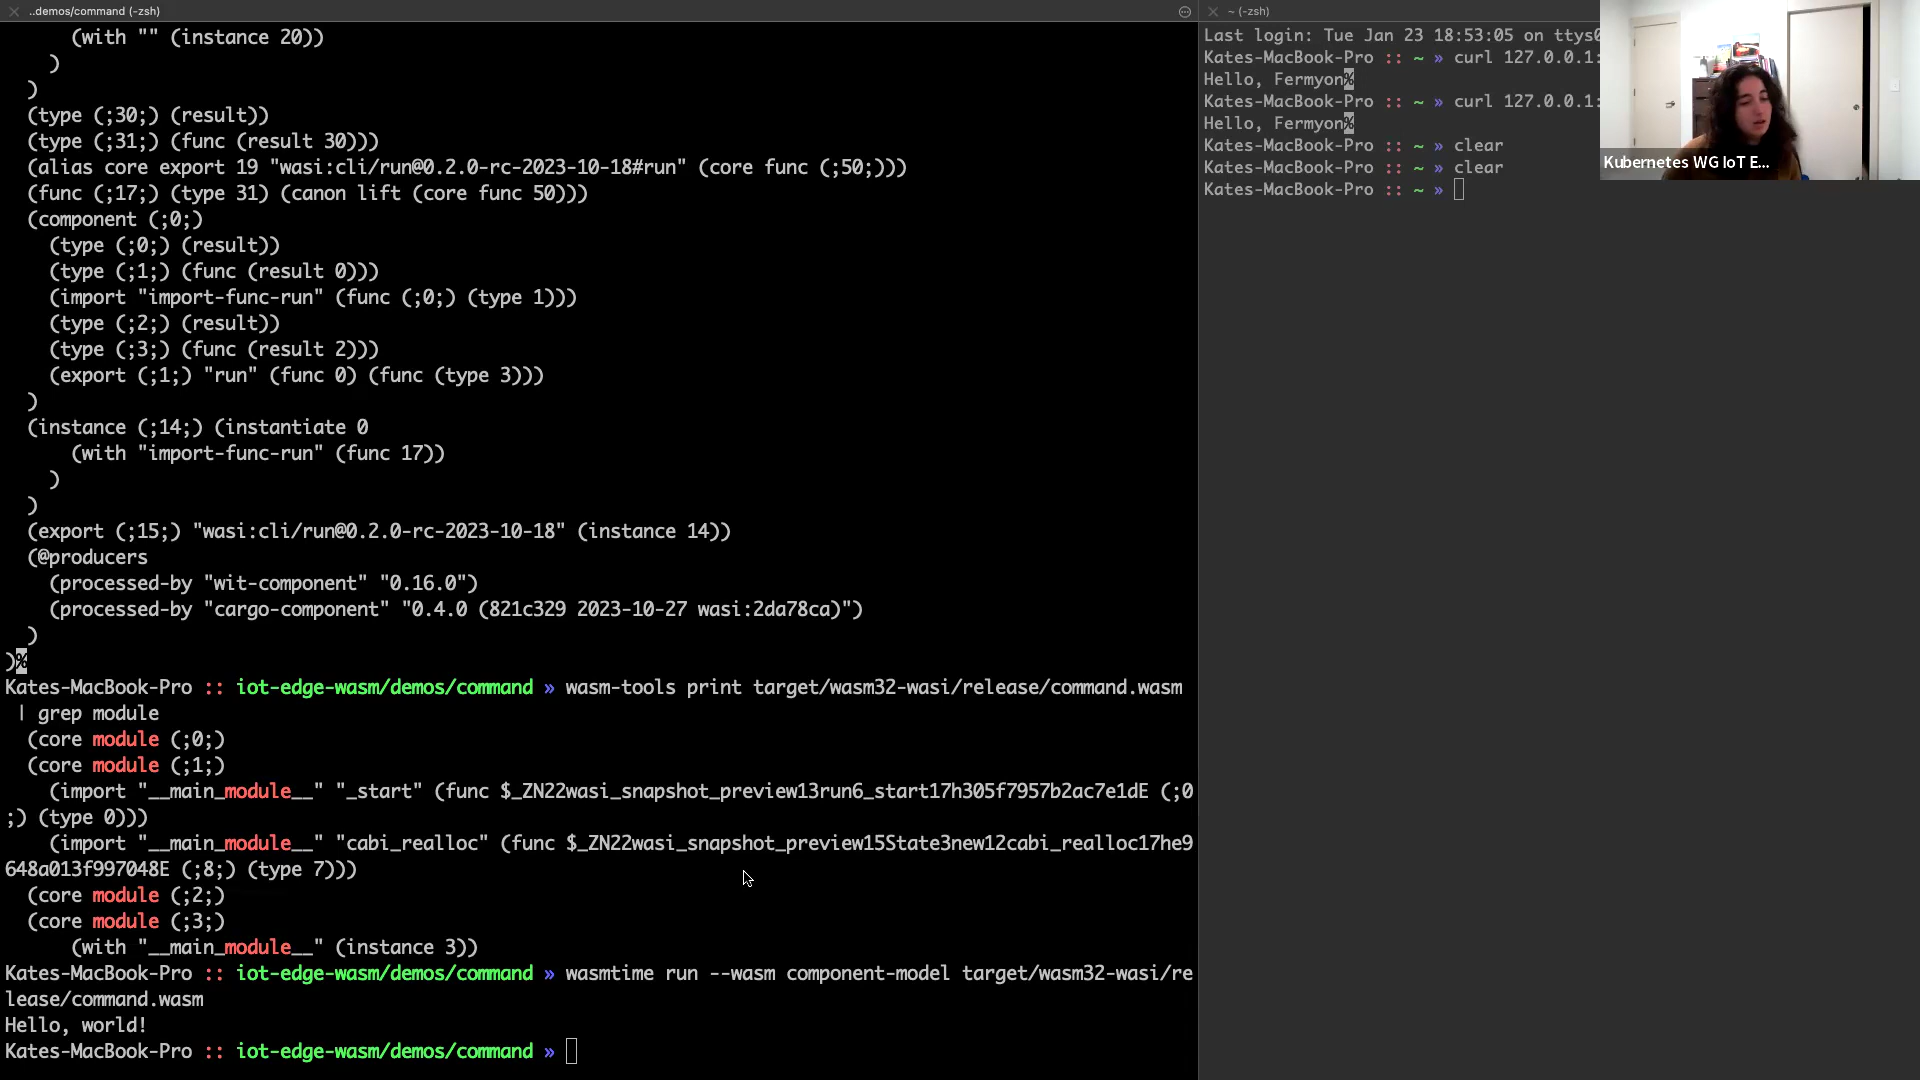 ..demos/command (-zsh)
(with "" (instance 20))
)
)
(type (;30;) (result))
(type (;31;) (func (result 30)))
(alias core export 19 "wasi:cli/run@0.2.0-rc-2023-10-18#run" (core func (;50;)))
(func (;17;) (type 31) (canon lift (core func 50)))
(component (;0;)
(type (;0;) (result))
(type (;1;) (func (result 0)))
(import "import-func-run" (func (;0;) (type 1)))
(type (;2;) (result))
(type (;3;) (func (result 2)))
(export (;1;) "run" (func 0) (func (type 3)))
)
(instance (;14;) (instantiate 0
(with "import-func-run" (func 17))
)
)
(export (;15;) "wasi:cli/run@0.2.0-rc-2023-10-18" (instance 14))
(@producers
(processed-by "wit-component" "0.16.0")
(processed-by "cargo-component" "0.4.0 (821c329 2023-10-27 wasi:2da78ca)")
)
)%
Kates-MacBook-Pro :: iot-edge-wasm/demos/command » wasm-tools print target/wasm32-wasi/release/command.wasm
| grep module
(core module (;0;)
(core module (;1;)
(import "__main_module__" "_start" (func $_ZN22wasi_snapshot_preview13run6_start17h305f7957b2ac7e1dE (;0
;) (type 0)))
(import "__main_module__" "cabi_realloc" (func $_ZN22wasi_snapshot_preview15State3new12cabi_realloc17he9
648a013f997048E (;8;) (type 7)))
(core module (;2;)
(core module (;3;)
(with "__main_module__" (instance 3))
Kates-MacBook-Pro :: iot-edge-wasm/demos/command » wasmtime run --wasm component-model target/wasm32-wasi/re
lease/command.wasm
Hello, world!
Kates-MacBook-Pro :: iot-edge-wasm/demos/command »
~ (-zsh)
Last login: Tue Jan 23 18:53:05 on ttys0
Kates-MacBook-Pro :: ~ » curl 127.0.0.1:
Hello, Fermyon%
Kates-MacBook-Pro :: ~ » curl 127.0.0.1:
Hello, Fermyon%
Kates-MacBook-Pro :: ~ » clear
Kates-MacBook-Pro :: ~ » clear
Kates-MacBook-Pro :: ~ »
Kubernetes WG IoT E...